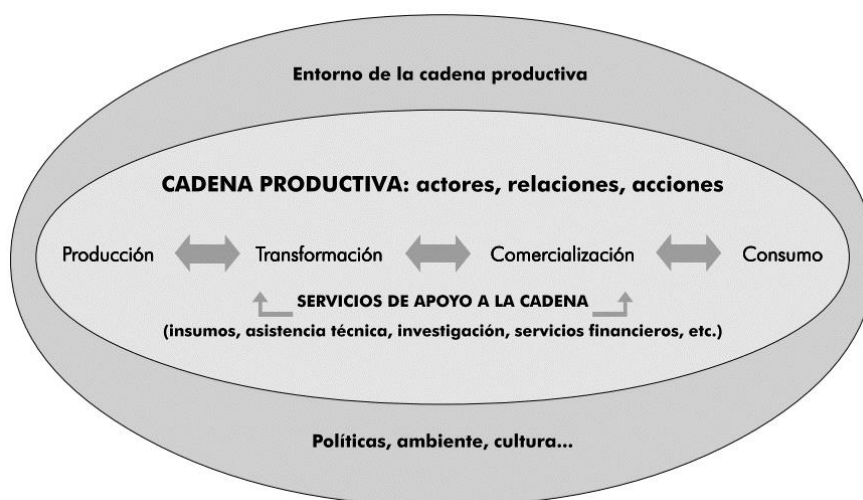 Entorno de la cadena productiva
CADENA PRODUCTIVA: actores, relaciones, acciones
Producción Transformación Comercialización Consumo
SERVICIOS DE APOYO A LA CADENA
(insumos, asistencia técnica, investigación, servicios financieros, etc.)
Políticas, ambiente, cultura...